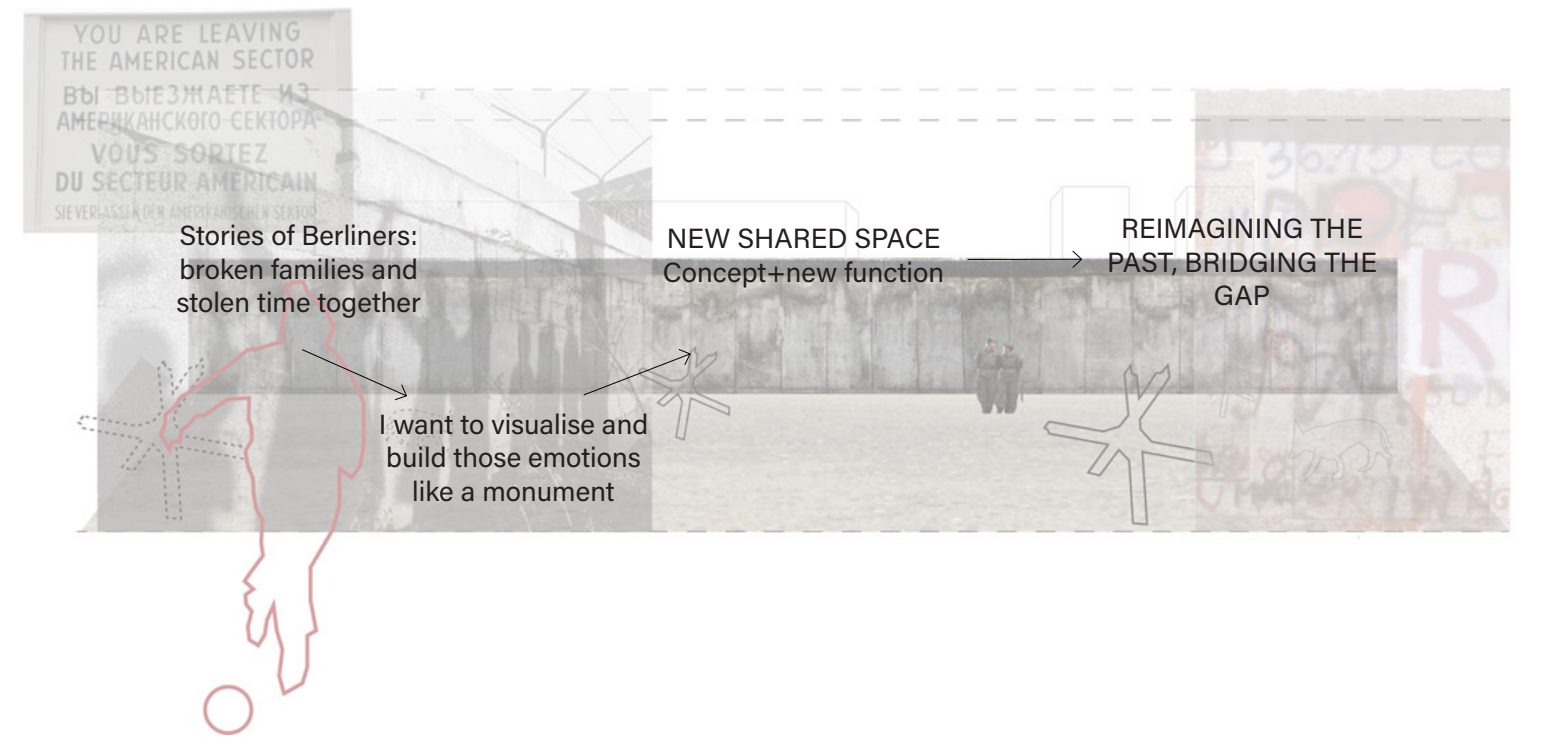 YOU ARE LEAVING
THE AMERICAN SECTOR
ВЫ ВЫЕЗЖАЕТЕ ИЗ
АМЕРИКАНСКОГО СЕКТОРА
VOUS SORTEZ
DU SECTEUR AMERICAIN
SIE VERLASSEN DEN AMERIKANISCHEN SEKTOR
Stories of Berliners:
broken families and
stolen time together
I want to visualise and
build those emotions
like a monument
NEW SHARED SPACE
Concept+new function
REIMAGINING THE
PAST, BRIDGING THE
GAP
36.15
R